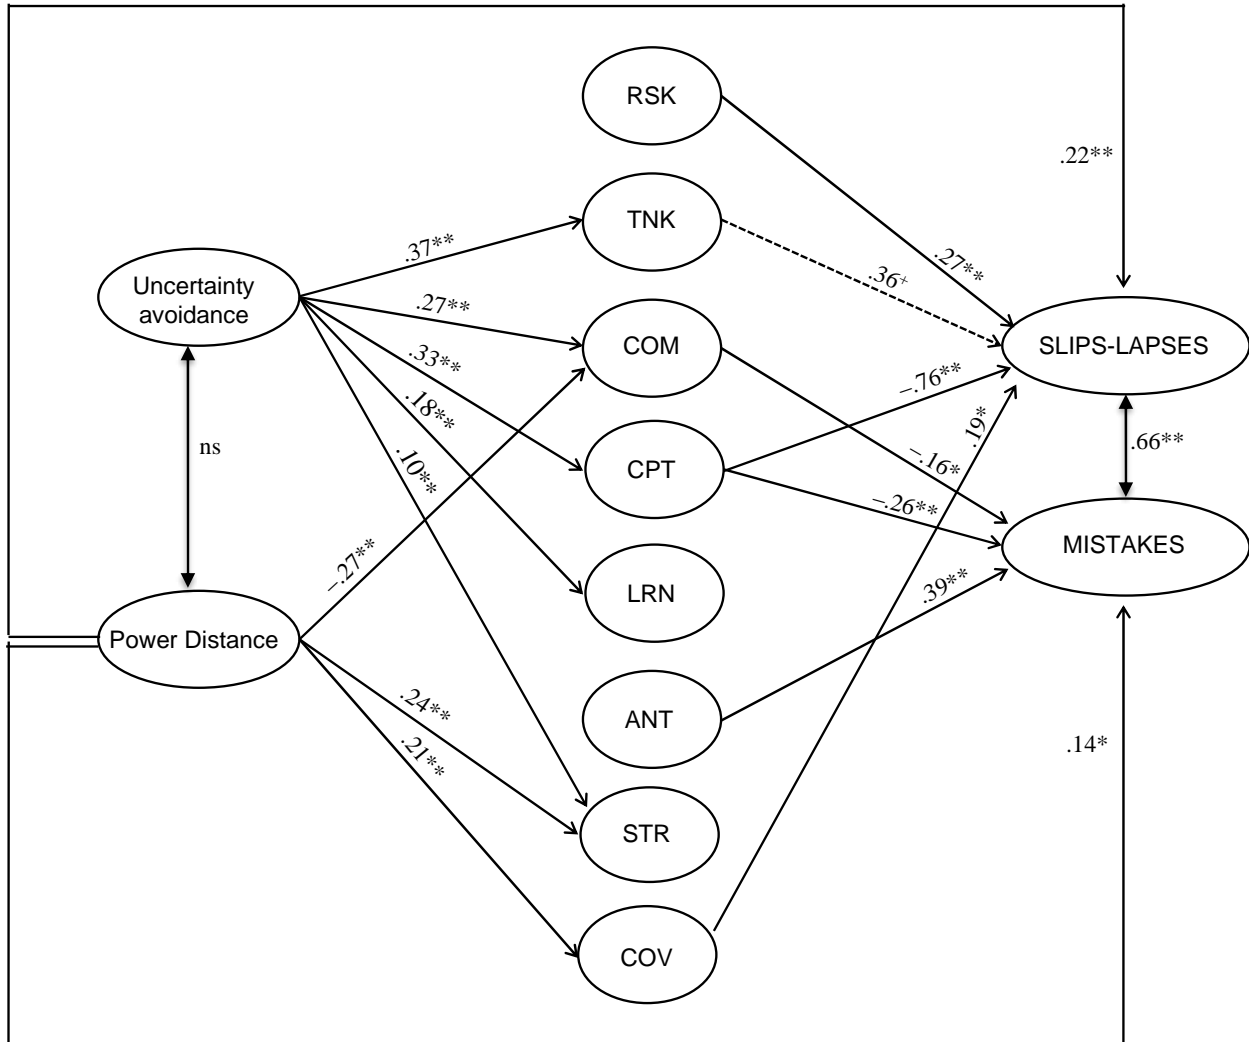 RSK
.22**
TNK
.37**
.27**
.36⁺
Uncertainty
avoidance
.27**
COM
SLIPS-LAPSES
.33**
−.76**
.18**
.19*
.10**
ns
CPT
−.16*
.66**
−.26**
−.27**
MISTAKES
LRN
.39**
Power Distance
.24**
ANT
.21**
.14*
STR
COV